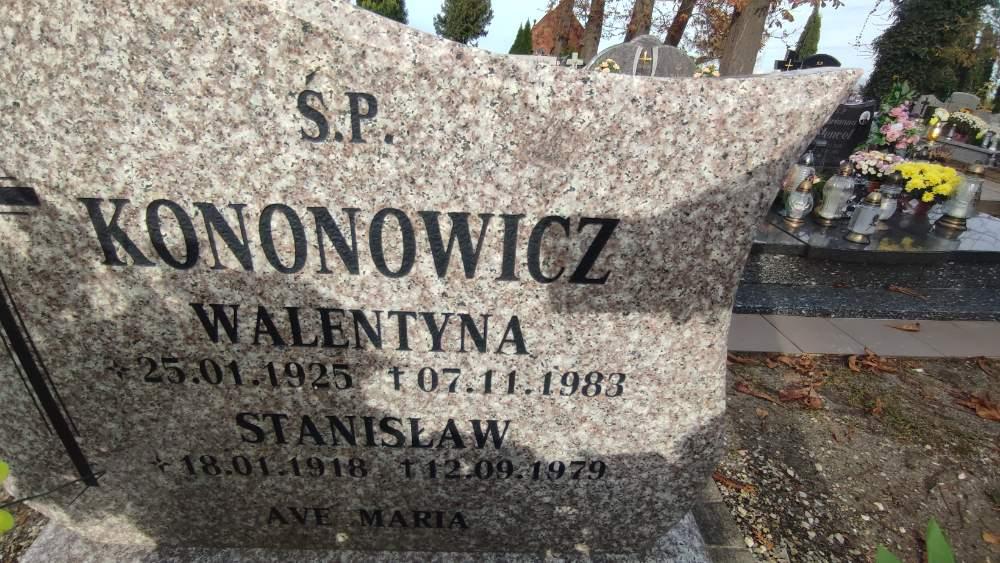 Ś.P.
KONONOWICZ
WALENTYNA
* 25.01.1925 † 07.11.1983
STANISŁAW
* 18.01.1918 † 12.09.1979
AVE MARIA